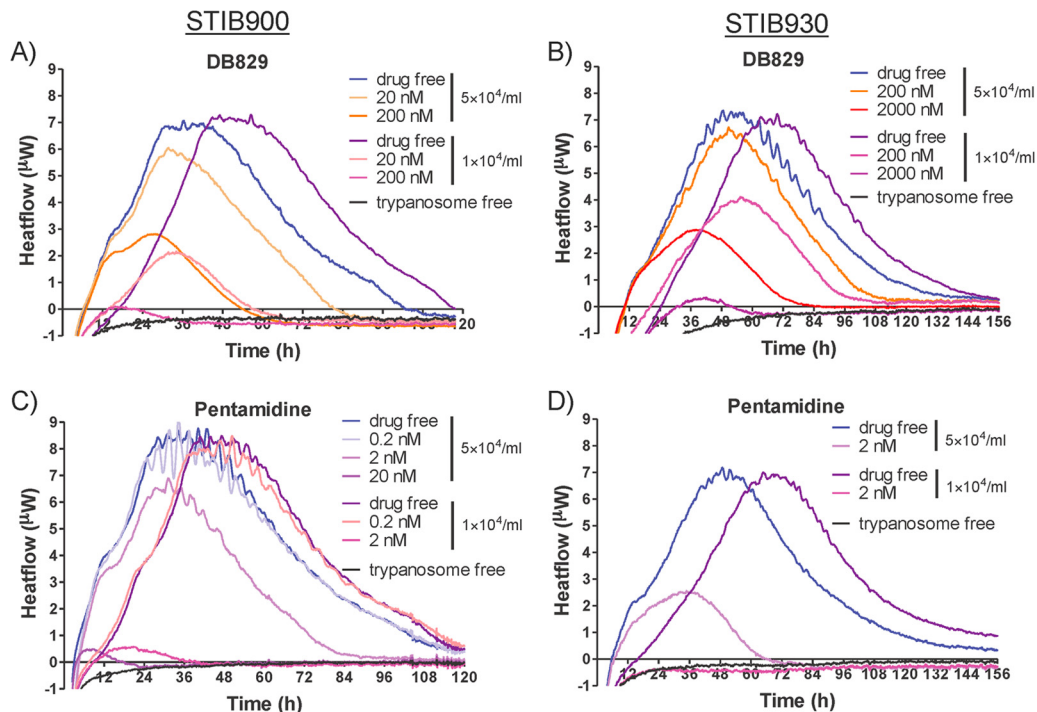 STIB900
STIB930
A)
DB829
9
8
7
6
5
4
3
2
1
0
-1
Heatflow (µW)
drug free
20 nM
200 nM
5×10⁴/ml
drug free
20 nM
200 nM
1×10⁴/ml
trypanosome free
12 24 36 48 60 72 84 96 108 120
Time (h)
B)
DB829
9
8
7
6
5
4
3
2
1
0
-1
Heatflow (µW)
drug free
200 nM
2000 nM
5×10⁴/ml
drug free
200 nM
2000 nM
1×10⁴/ml
trypanosome free
12 24 36 48 60 72 84 96 108 120 132 144 156
Time (h)
C)
Pentamidine
9
8
7
6
5
4
3
2
1
0
-1
Heatflow (µW)
drug free
0.2 nM
2 nM
20 nM
5×10⁴/ml
drug free
0.2 nM
2 nM
1×10⁴/ml
trypanosome free
12 24 36 48 60 72 84 96 108 120
Time (h)
D)
Pentamidine
9
8
7
6
5
4
3
2
1
0
-1
Heatflow (µW)
drug free
2 nM
5×10⁴/ml
drug free
2 nM
1×10⁴/ml
trypanosome free
12 24 36 48 60 72 84 96 108 120 132 144 156
Time (h)